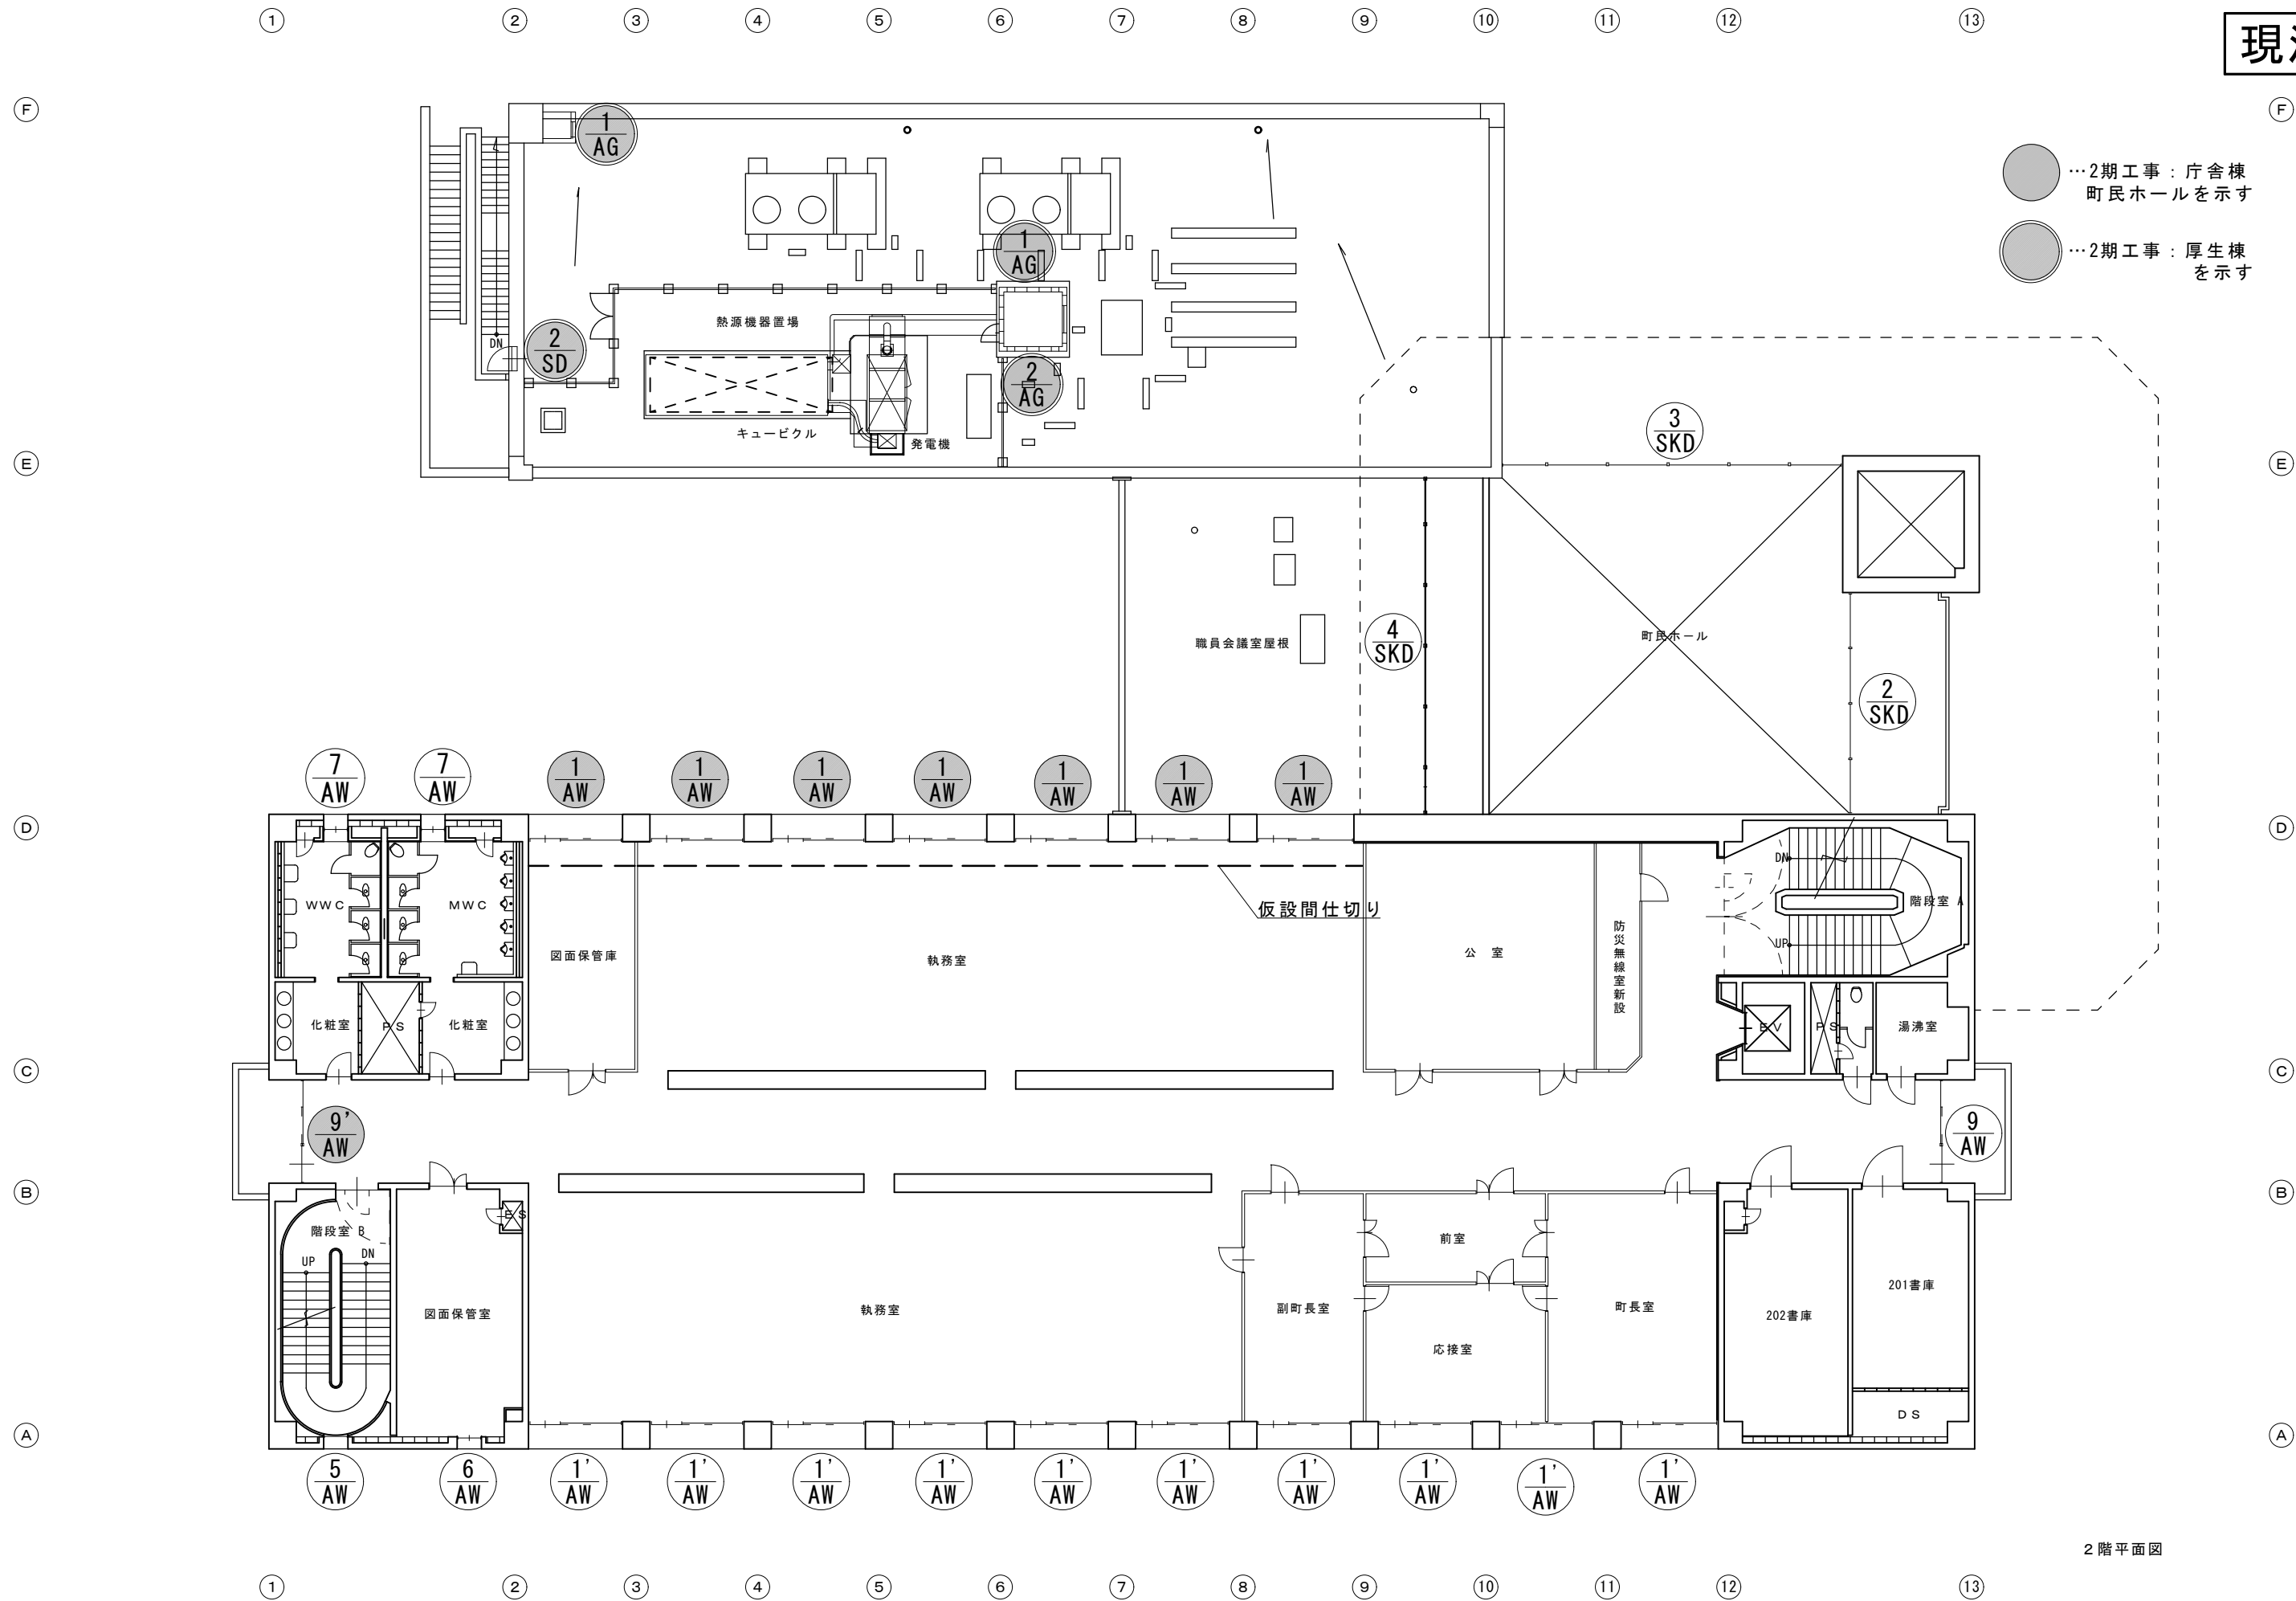 ① ② ③ ④ ⑤ ⑥ ⑦ ⑧ ⑨ ⑩ ⑪ ⑫ ⑬
現
Ⓕ Ⓕ
1
AG
…2期工事：庁舎棟
町民ホールを示す
…2期工事：厚生棟
を示す
1
AG
熱源機器置場
DN
2
SD
2
AG
キュービクル
発電機
3
SKD
Ⓔ Ⓔ
職員会議室屋根
4
SKD
町民ホール
2
SKD
7 7 1 1 1 1 1 1 1
AW AW AW AW AW AW AW AW AW
Ⓓ Ⓓ
DN
WWC MWC
仮設間仕切り
階段室 A
UP
図面保管庫
執務室
公 室
防災無線室新設
化粧室 PS 化粧室
EV PS 湯沸室
Ⓒ Ⓒ
9'
AW
9
AW
Ⓑ Ⓑ
ES
階段室 B
UP DN
図面保管室
執務室
副町長室
前室
応接室
町長室
202書庫
201書庫
DS
Ⓐ Ⓐ
5 6 1' 1' 1' 1' 1' 1' 1' 1' 1' 1'
AW AW AW AW AW AW AW AW AW AW AW AW
2階平面図
① ② ③ ④ ⑤ ⑥ ⑦ ⑧ ⑨ ⑩ ⑪ ⑫ ⑬